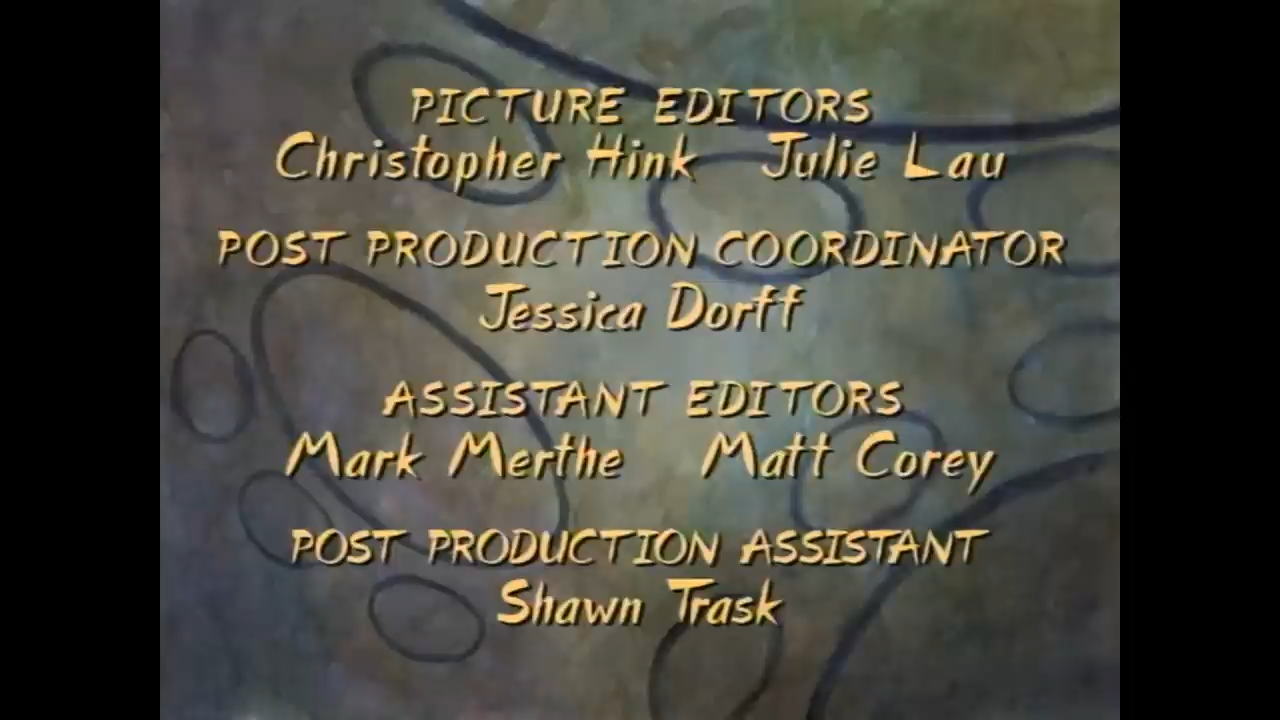 PICTURE EDITORS
Christopher Hink Julie Lau
POST PRODUCTION COORDINATOR
Jessica Dorff
ASSISTANT EDITORS
Mark Merthe Matt Corey
POST PRODUCTION ASSISTANT
Shawn Trask